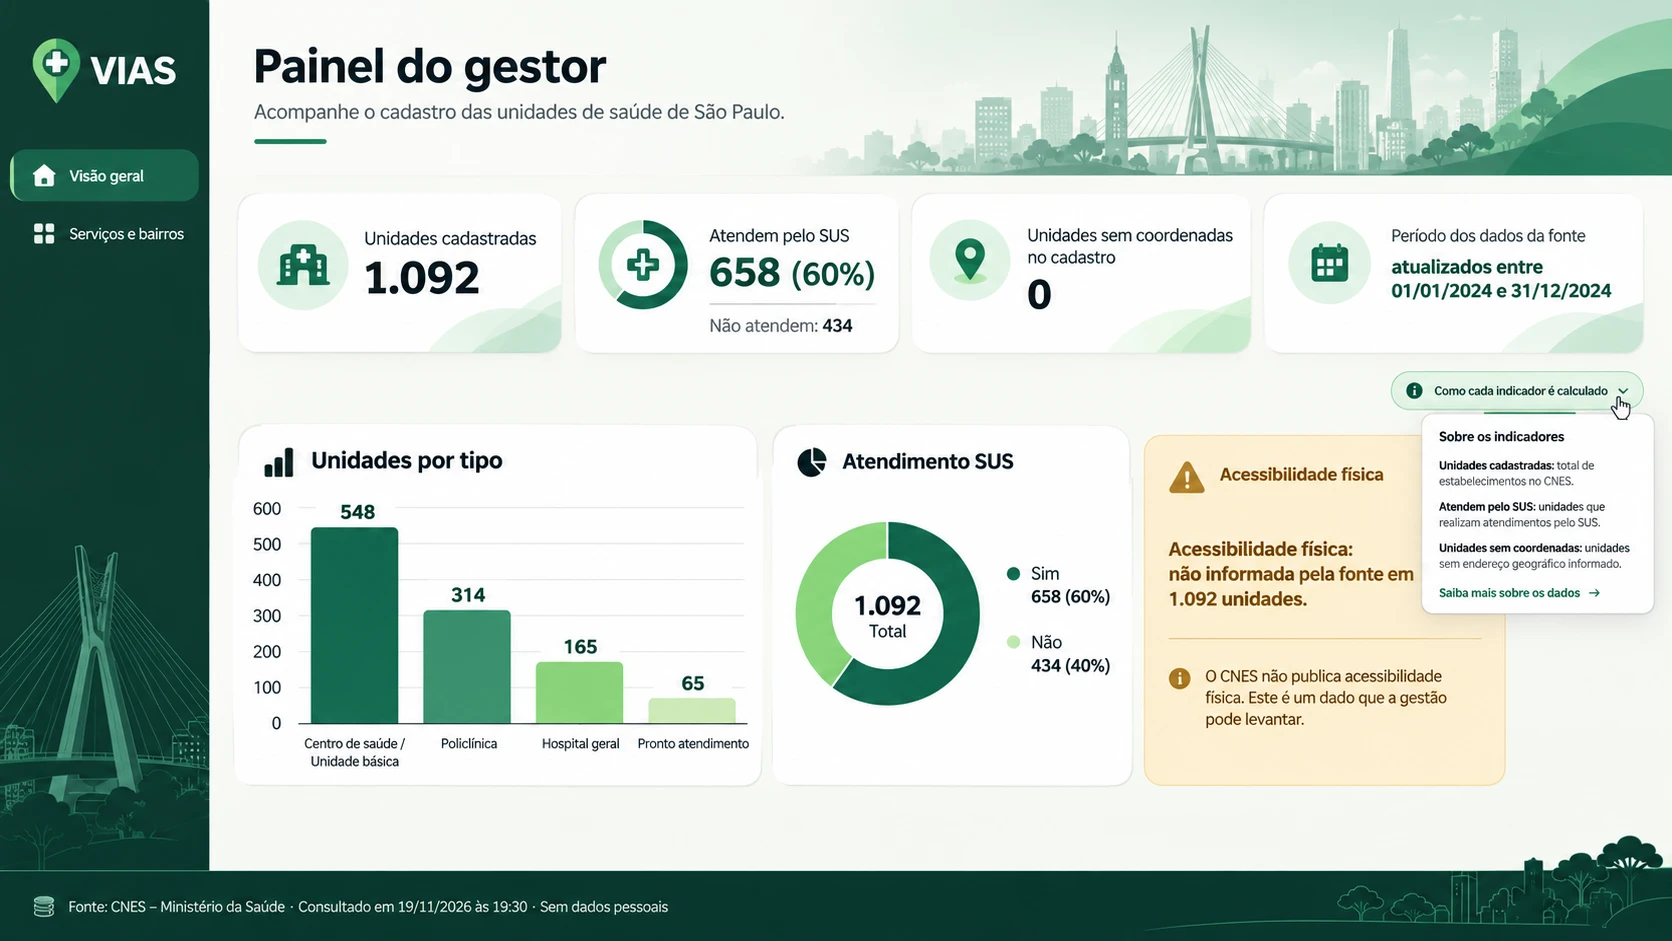 VIAS
Visão geral
Serviços e bairros
Painel do gestor
Acompanhe o cadastro das unidades de saúde de São Paulo.
Unidades cadastradas
1.092
Atendem pelo SUS
658 (60%)
Não atendem: 434
Unidades sem coordenadas
no cadastro
0
Período dos dados da fonte
atualizados entre
01/01/2024 e 31/12/2024
Como cada indicador é calculado
Sobre os indicadores
Unidades cadastradas: total de
estabelecimentos no CNES.
Atendem pelo SUS: unidades que
realizam atendimentos pelo SUS.
Unidades sem coordenadas: unidades
sem endereço geográfico informado.
Saiba mais sobre os dados →
Unidades por tipo
600
500
400
300
200
100
0
548
314
165
65
Centro de saúde /
Unidade básica
Policlínica
Hospital geral
Pronto atendimento
Atendimento SUS
1.092
Total
Sim
658 (60%)
Não
434 (40%)
Acessibilidade física
Acessibilidade física:
não informada pela fonte em
1.092 unidades.
O CNES não publica acessibilidade
física. Este é um dado que a gestão
pode levantar.
Fonte: CNES – Ministério da Saúde · Consultado em 19/11/2026 às 19:30 · Sem dados pessoais